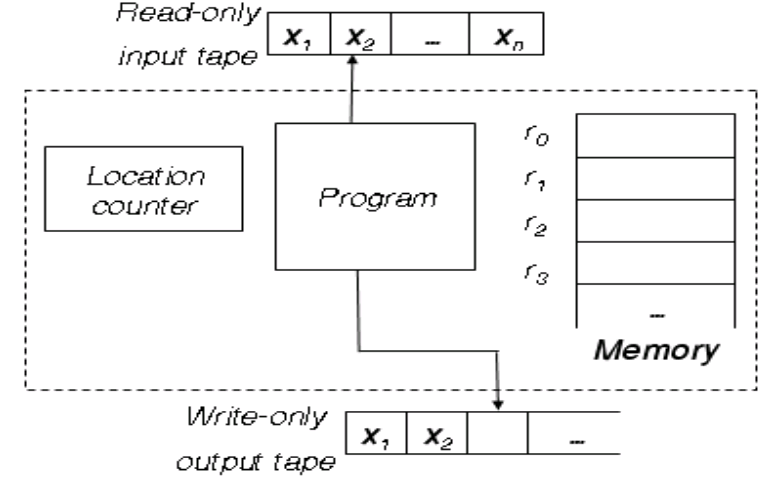 Read-only
input tape
x₁ x₂ ... xₙ
Location
counter
Program
r₀
r₁
r₂
r₃
...
Memory
Write-only
output tape
x₁ x₂ ...